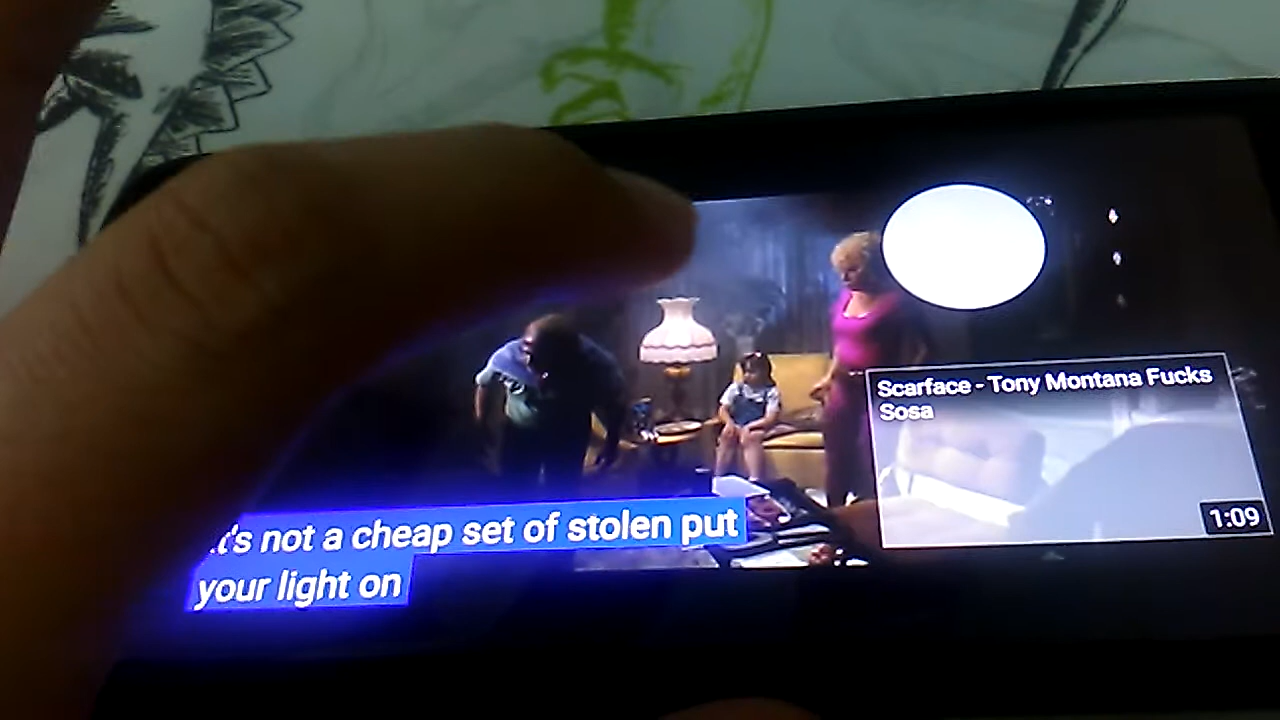 Scarface - Tony Montana Fucks
Sosa
1:09
t's not a cheap set of stolen put
your light on